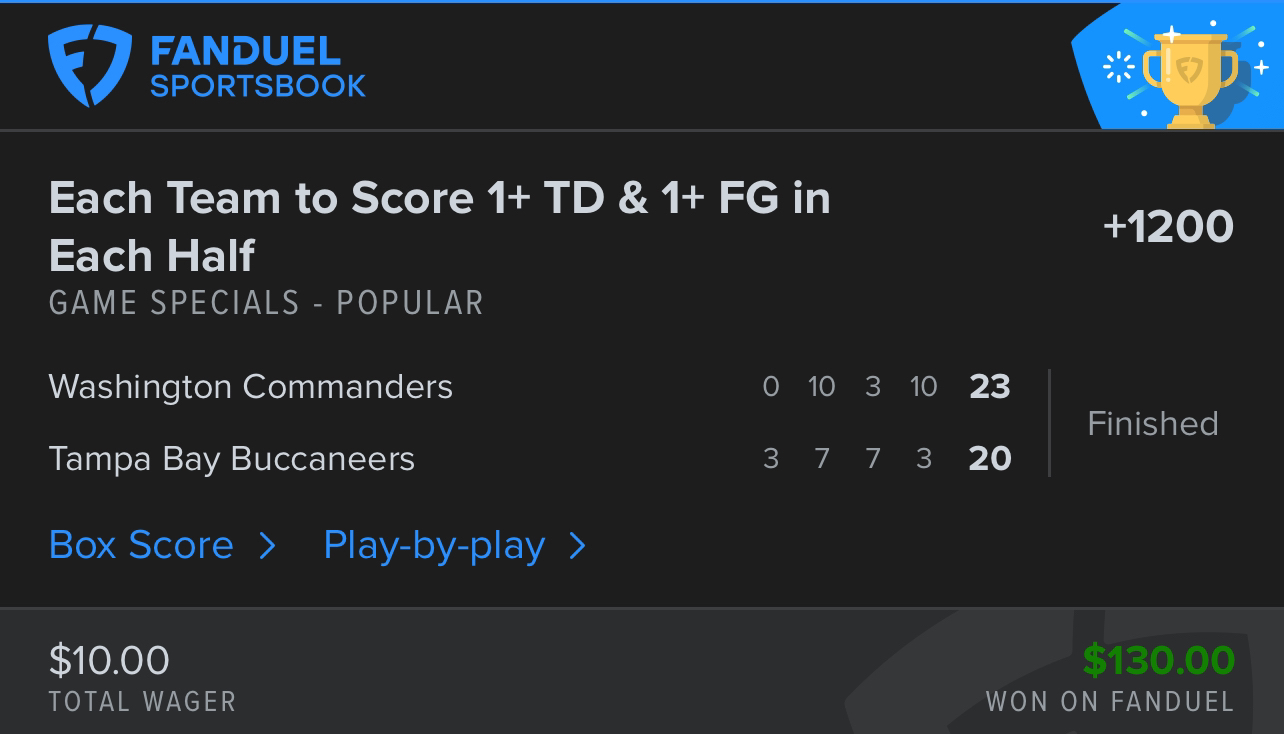 FANDUEL
SPORTSBOOK
Each Team to Score 1+ TD & 1+ FG in
Each Half
+1200
GAME SPECIALS - POPULAR
Washington Commanders 0 10 3 10 23
Finished
Tampa Bay Buccaneers 3 7 7 3 20
Box Score > Play-by-play >
$10.00 $130.00
TOTAL WAGER WON ON FANDUEL